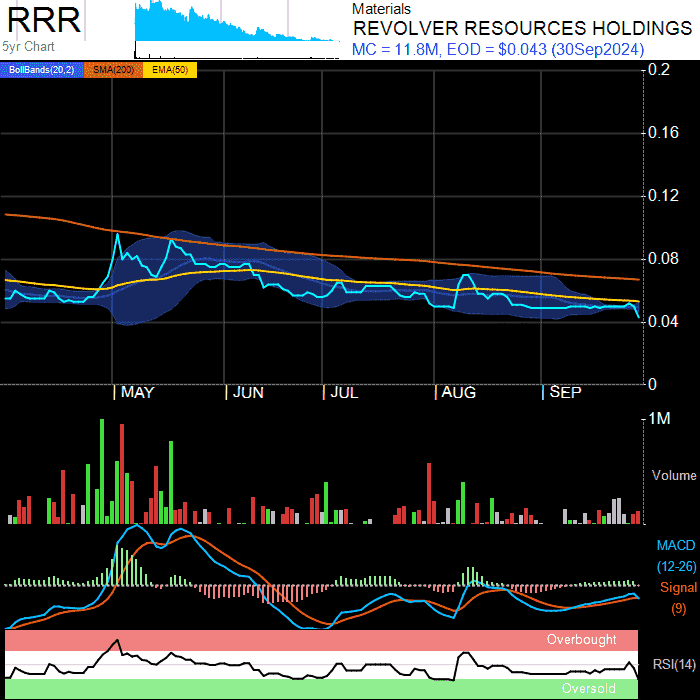 RRR
5yr Chart
Materials
REVOLVER RESOURCES HOLDINGS
MC = 11.8M, EOD = $0.043 (30Sep2024)
BollBands(20,2) SMA(200) EMA(50)
0.2
0.16
0.12
0.08
0.04
0
MAY JUN JUL AUG SEP
1M
Volume
MACD
(12-26)
Signal
(9)
Overbought
RSI(14)
Oversold